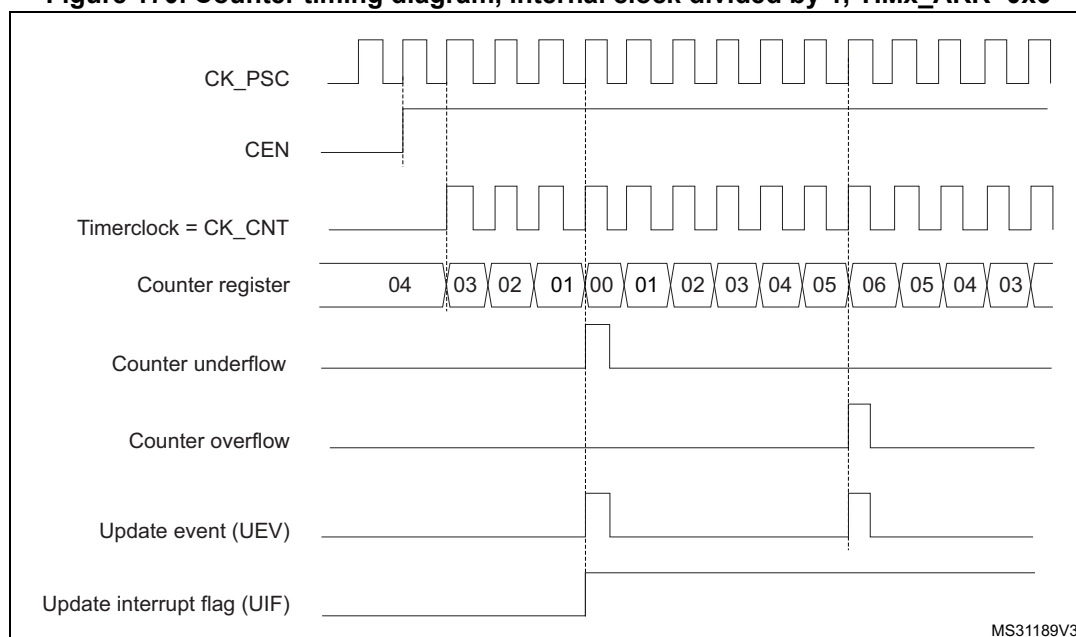 Counter timing diagram, internal clock divided by
CK_PSC
CEN
Timerclock = CK_CNT
Counter register 04 03 02 01 00 01 02 03 04 05 06 05 04 03
Counter underflow
Counter overflow
Update event (UEV)
Update interrupt flag (UIF)
MS31189V3